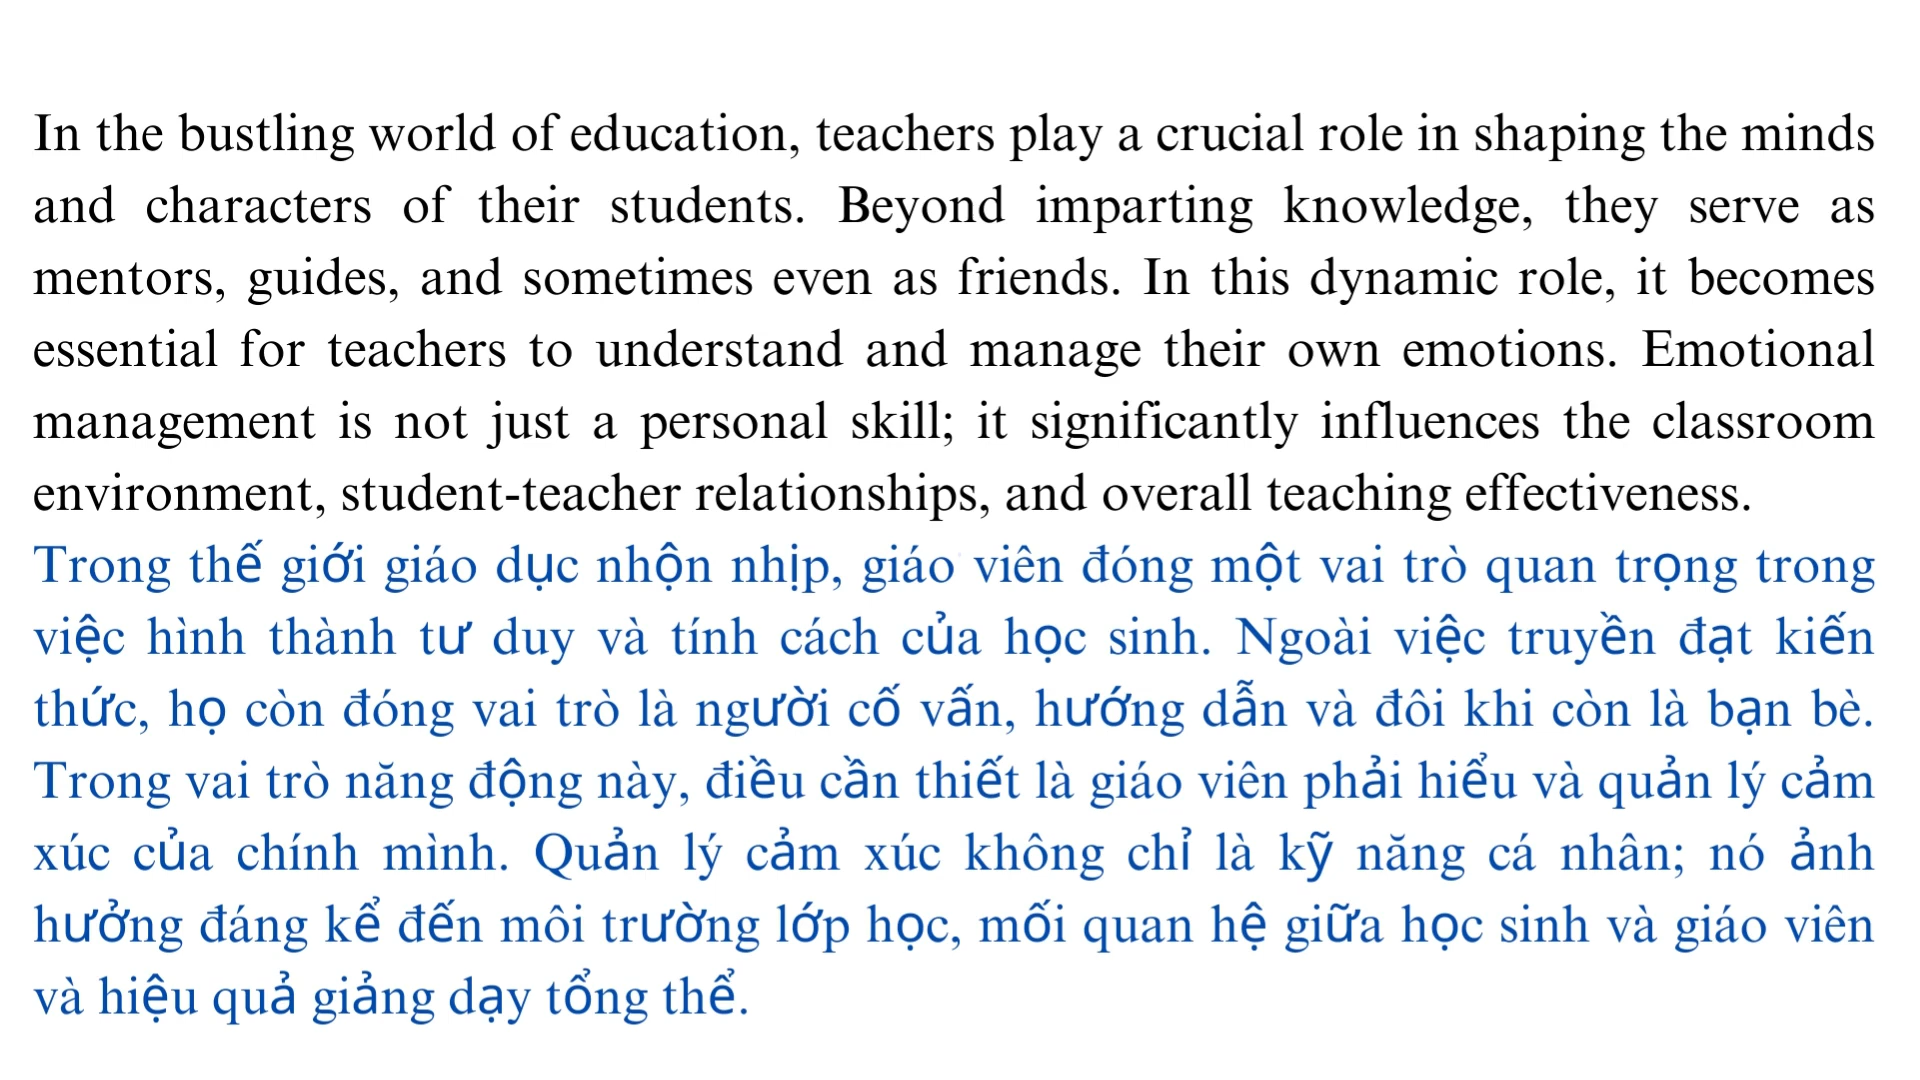 In the bustling world of education, teachers play a crucial role in shaping the minds
and characters of their students. Beyond imparting knowledge, they serve as
mentors, guides, and sometimes even as friends. In this dynamic role, it becomes
essential for teachers to understand and manage their own emotions. Emotional
management is not just a personal skill; it significantly influences the classroom
environment, student-teacher relationships, and overall teaching effectiveness.
Trong thế giới giáo dục nhộn nhịp, giáo viên đóng một vai trò quan trọng trong
việc hình thành tư duy và tính cách của học sinh. Ngoài việc truyền đạt kiến
thức, họ còn đóng vai trò là người cố vấn, hướng dẫn và đôi khi còn là bạn bè.
Trong vai trò năng động này, điều cần thiết là giáo viên phải hiểu và quản lý cảm
xúc của chính mình. Quản lý cảm xúc không chỉ là kỹ năng cá nhân; nó ảnh
hưởng đáng kể đến môi trường lớp học, mối quan hệ giữa học sinh và giáo viên
và hiệu quả giảng dạy tổng thể.